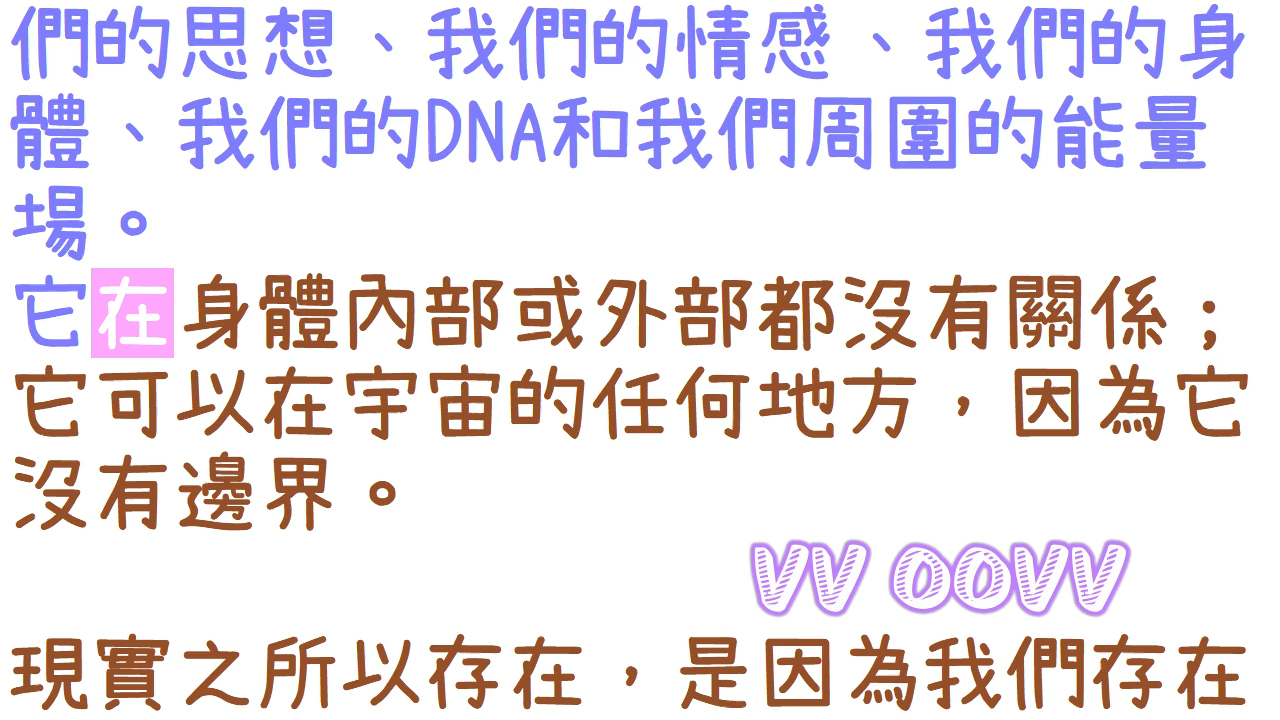 們的思想、我們的情感、我們的身
體、我們的DNA和我們周圍的能量
場。
它在身體內部或外部都沒有關係；
它可以在宇宙的任何地方，因為它
沒有邊界。
VV OOVV
現實之所以存在，是因為我們存在